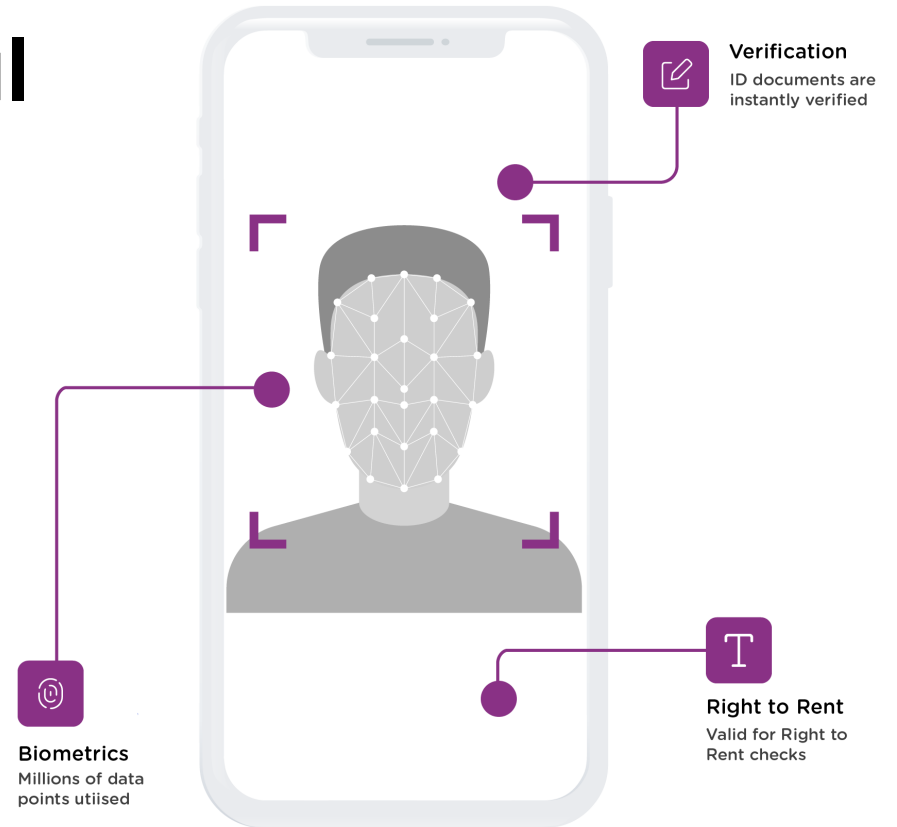 Verification
ID documents are
instantly verified
Right to Rent
Valid for Right to
Rent checks
Biometrics
Millions of data
points utiised